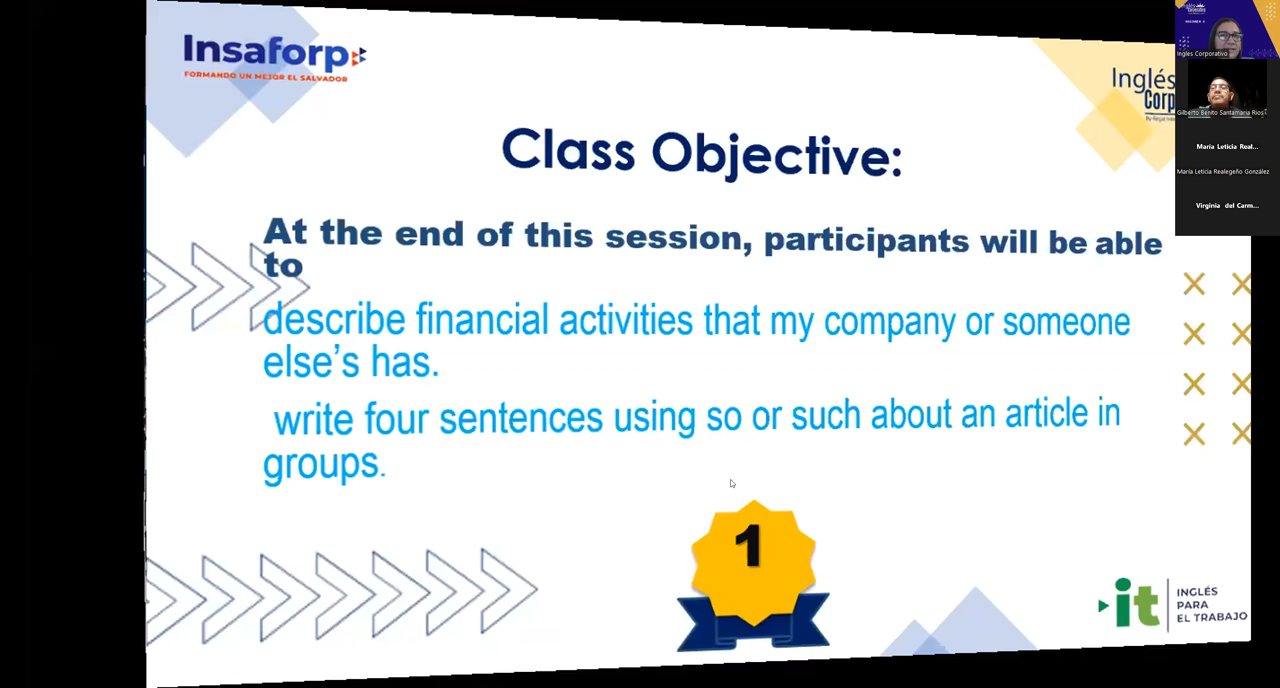 Insaforp
FORMANDO UN MEJOR EL SALVADOR
Inglés
Corp
Class Objective:
At the end of this session, participants will be able
to
describe financial activities that my company or someone
else's has.
write four sentences using so or such about an article in
groups.
1
it
INGLÉS
PARA
EL TRABAJO
Ingles Corporativo
Gilberto Benito Santamaria Rios
María Leticia Real...
María Leticia Realegeño González
Virginia del Carm...